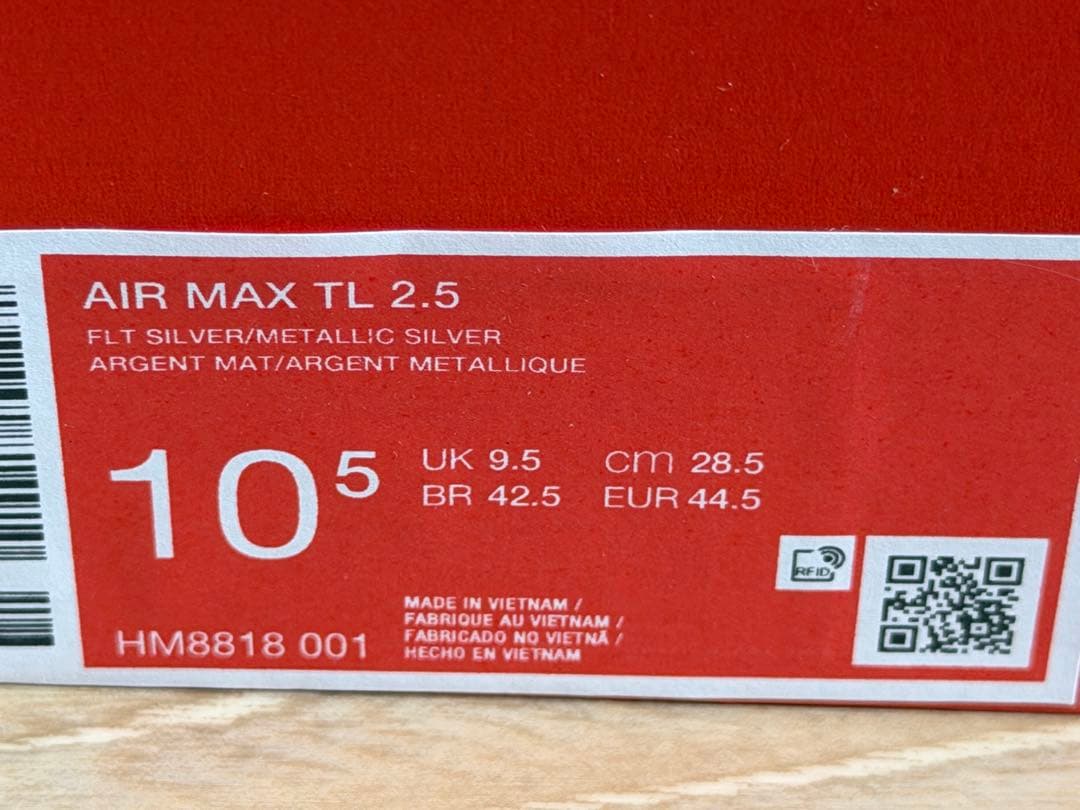 AIR MAX TL 2.5
FLT SILVER/METALLIC SILVER
ARGENT MAT/ARGENT METALLIQUE
10 5
UK 9.5 cm 28.5
BR 42.5 EUR 44.5
RFID
HM8818 001
MADE IN VIETNAM /
FABRIQUE AU VIETNAM /
FABRICADO NO VIETNÃ /
HECHO EN VIETNAM